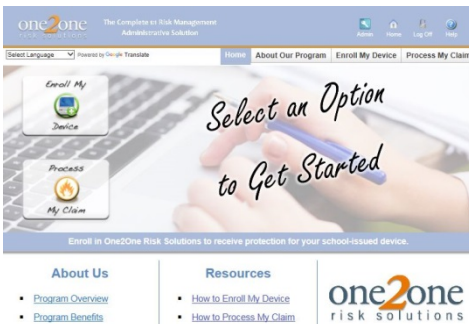 one2one
risk solutions
The Complete in Risk Management
Administrative Solution
Admin Home Log Off Help
Select Language Powered by Google Translate
Home About Our Program Enroll My Device Process My Claim
Enroll My
Device
Select an Option
to Get Started
Process
My Claim
Enroll in One2One Risk Solutions to receive protection for your school-issued device.
About Us
Program Overview
Program Benefits
Resources
How to Enroll My Device
How to Process My Claim
one2one
risk solutions